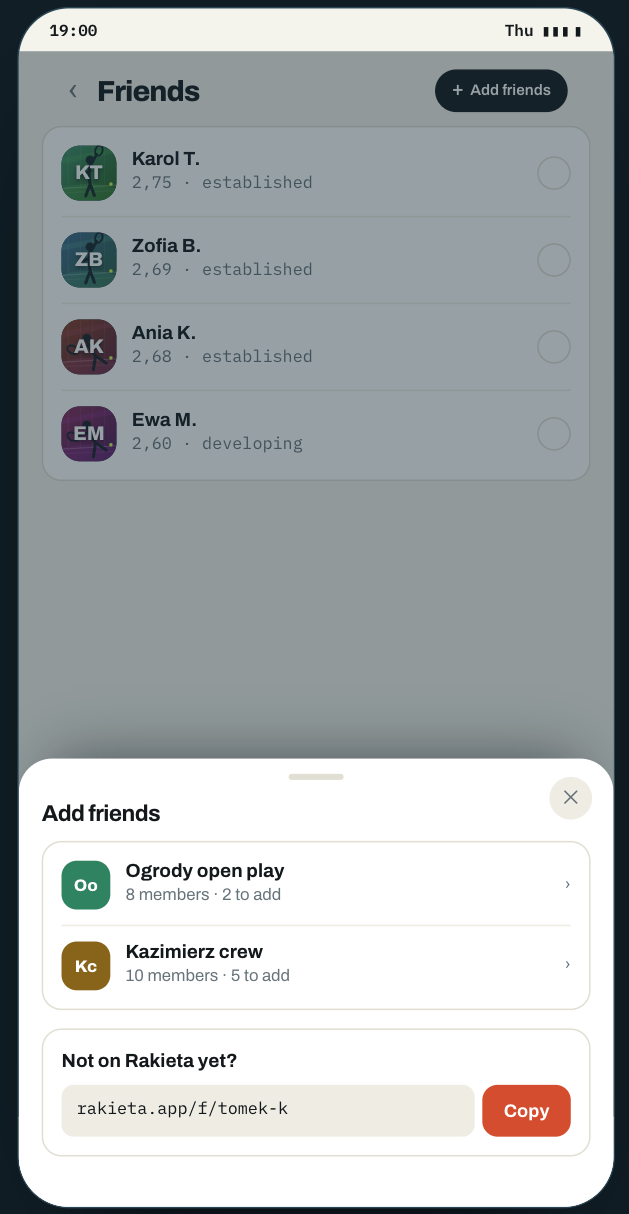 19:00
Thu
‹ Friends
+ Add friends
KT
Karol T.
2,75 · established
ZB
Zofia B.
2,69 · established
AK
Ania K.
2,68 · established
EM
Ewa M.
2,60 · developing
Add friends
Oo
Ogrody open play
8 members · 2 to add
›
Kc
Kazimierz crew
10 members · 5 to add
›
Not on Rakieta yet?
rakieta.app/f/tomek-k
Copy